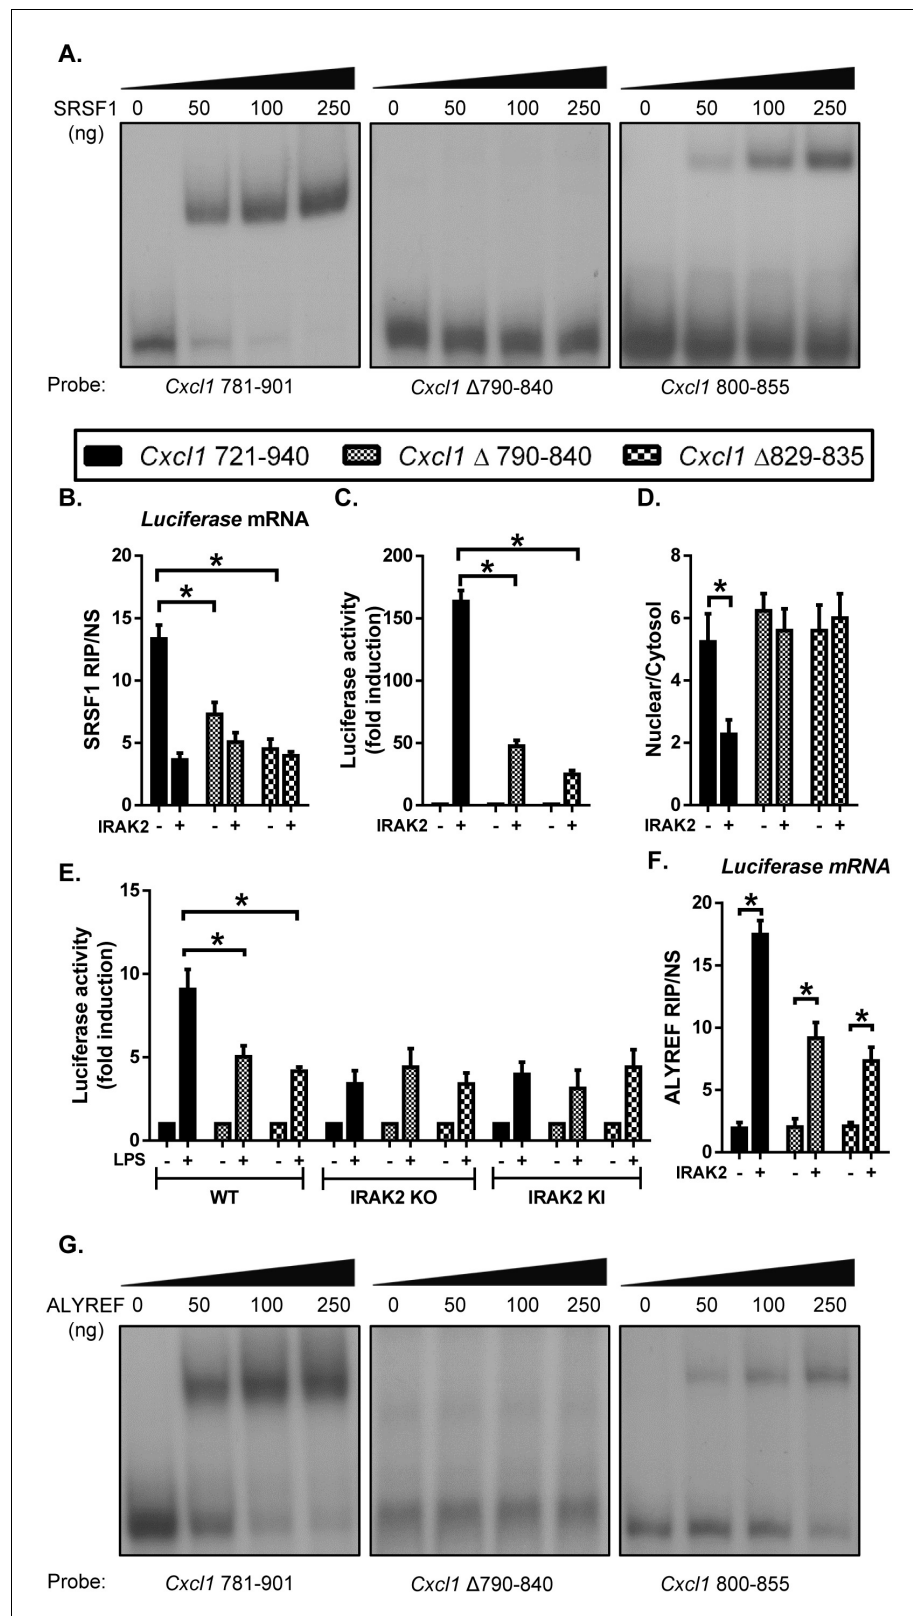 A.
SRSF1 (ng) 0 50 100 250 0 50 100 250 0 50 100 250
Probe: Cxcl1 781-901 Cxcl1 Δ790-840 Cxcl1 800-855
Cxcl1 721-940 Cxcl1 Δ 790-840 Cxcl1 Δ829-835
B.
Luciferase mRNA
SRSF1 RIP/NS
20
15
10
5
0
* *
IRAK2 - + - + - +
C.
Luciferase activity
(fold induction)
200
150
100
50
0
* *
IRAK2 - + - + - +
D.
Nuclear/Cytosol
8
6
4
2
0
*
IRAK2 - + - + - +
E.
Luciferase activity
(fold induction)
15
10
5
0
* *
LPS - + - + - + - + - + - + - + - + - +
WT IRAK2 KO IRAK2 KI
F.
Luciferase mRNA
ALYREF RIP/NS
20
15
10
5
0
* * *
IRAK2 - + - + - +
G.
ALYREF (ng) 0 50 100 250 0 50 100 250 0 50 100 250
Probe: Cxcl1 781-901 Cxcl1 Δ790-840 Cxcl1 800-855